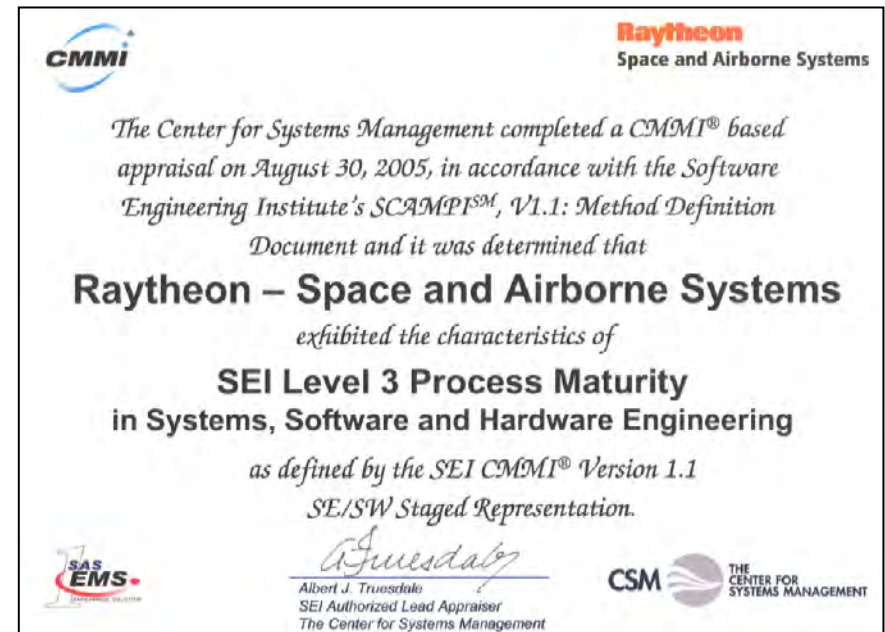 CMMI
Raytheon
Space and Airborne Systems
The Center for Systems Management completed a CMMI® based
appraisal on August 30, 2005, in accordance with the Software
Engineering Institute's SCAMPI℠, V1.1: Method Definition
Document and it was determined that
Raytheon – Space and Airborne Systems
exhibited the characteristics of
SEI Level 3 Process Maturity
in Systems, Software and Hardware Engineering
as defined by the SEI CMMI® Version 1.1
SE/SW Staged Representation.
SAS
EMS
Albert J. Truesdale
SEI Authorized Lead Appraiser
The Center for Systems Management
CSM
THE
CENTER FOR
SYSTEMS MANAGEMENT